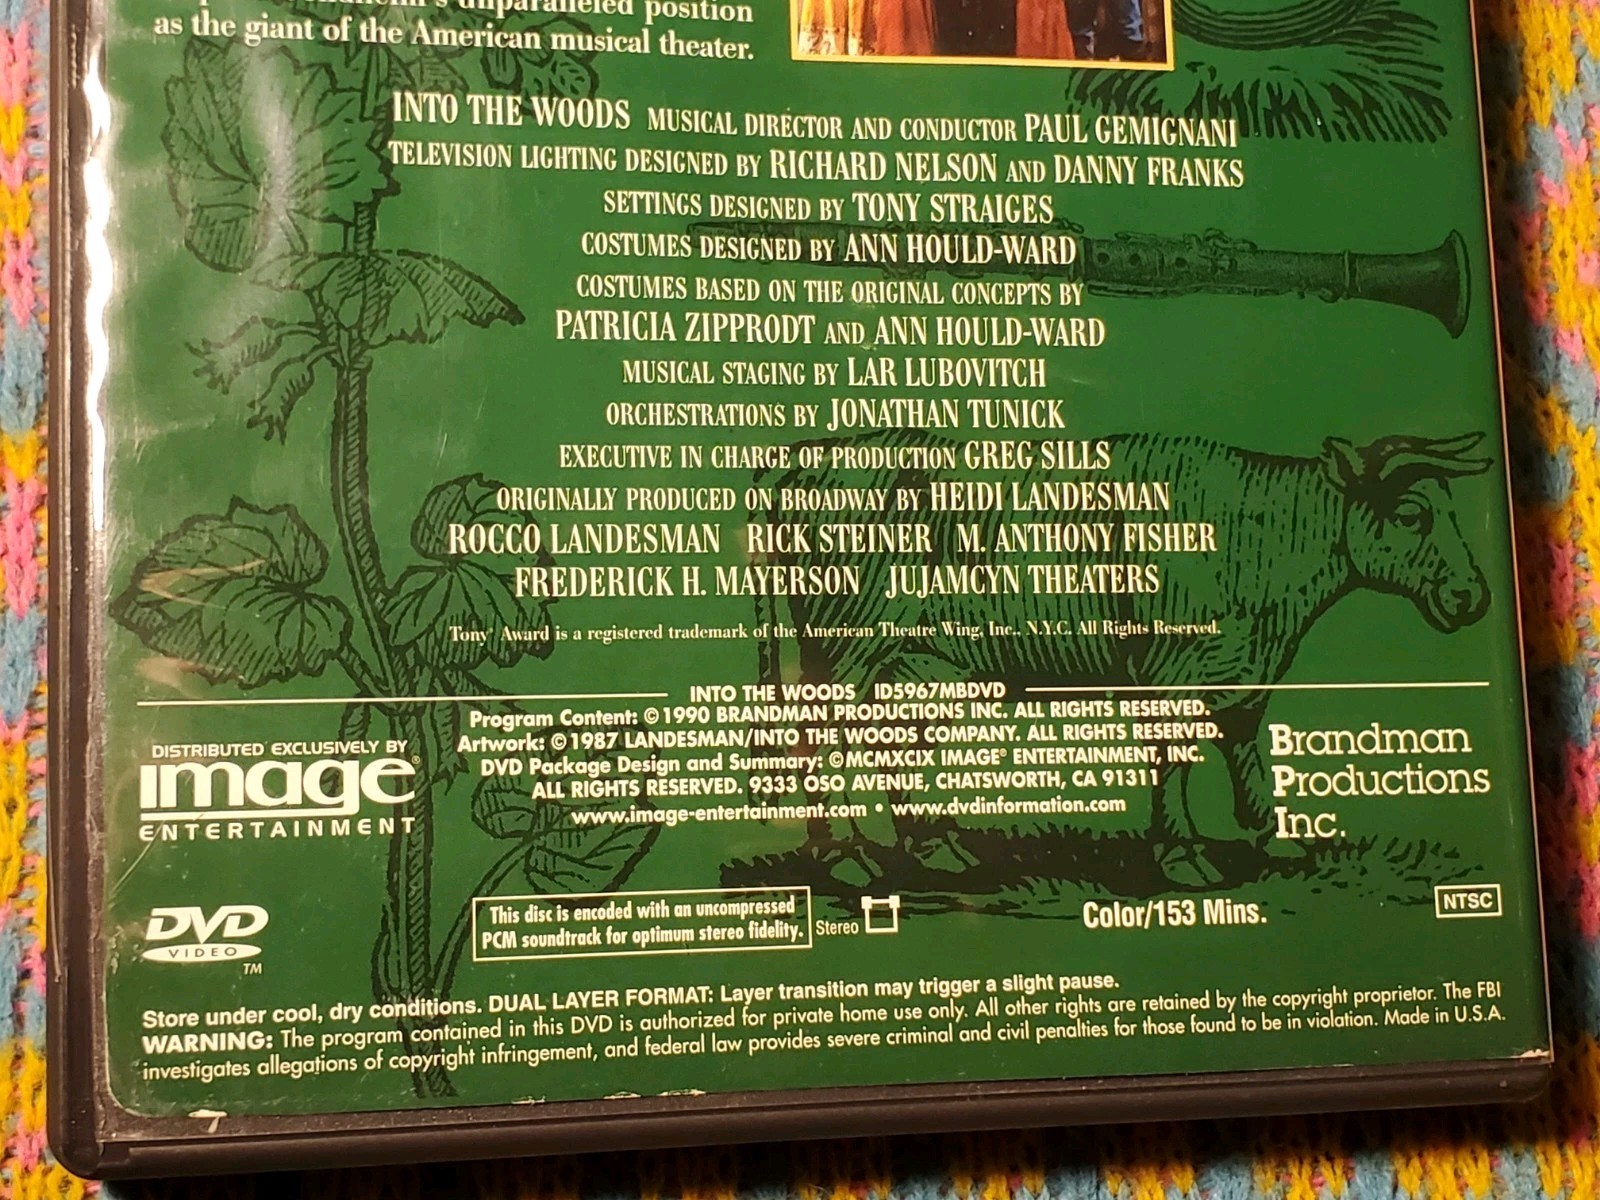 unparalleled position
as the giant of the American musical theater.
INTO THE WOODS MUSICAL DIRECTOR AND CONDUCTOR PAUL GEMIGNANI
TELEVISION LIGHTING DESIGNED BY RICHARD NELSON AND DANNY FRANKS
SETTINGS DESIGNED BY TONY STRAIGES
COSTUMES DESIGNED BY ANN HOULD-WARD
COSTUMES BASED ON THE ORIGINAL CONCEPTS BY
PATRICIA ZIPPRODT AND ANN HOULD-WARD
MUSICAL STAGING BY LAR LUBOVITCH
ORCHESTRATIONS BY JONATHAN TUNICK
EXECUTIVE IN CHARGE OF PRODUCTION GREG SILLS
ORIGINALLY PRODUCED ON BROADWAY BY HEIDI LANDESMAN
ROCCO LANDESMAN RICK STEINER M. ANTHONY FISHER
FREDERICK H. MAYERSON JUJAMCYN THEATERS
Tony® Award is a registered trademark of the American Theatre Wing, Inc., N.Y.C. All Rights Reserved.
INTO THE WOODS ID5967MBDVD
Program Content: ©1990 BRANDMAN PRODUCTIONS INC. ALL RIGHTS RESERVED.
Artwork: ©1987 LANDESMAN/INTO THE WOODS COMPANY. ALL RIGHTS RESERVED.
DVD Package Design and Summary: ©MCMXCIX IMAGE® ENTERTAINMENT, INC.
ALL RIGHTS RESERVED. 9333 OSO AVENUE, CHATSWORTH, CA 91311
www.image-entertainment.com • www.dvdinformation.com
DISTRIBUTED EXCLUSIVELY BY
image®
ENTERTAINMENT
Brandman
Productions
Inc.
DVD
VIDEO
TM
This disc is encoded with an uncompressed
PCM soundtrack for optimum stereo fidelity.
Stereo
Color/153 Mins.
NTSC
Store under cool, dry conditions. DUAL LAYER FORMAT: Layer transition may trigger a slight pause.
WARNING: The program contained in this DVD is authorized for private home use only. All other rights are retained by the copyright proprietor. The FBI
investigates allegations of copyright infringement, and federal law provides severe criminal and civil penalties for those found to be in violation. Made in U.S.A.